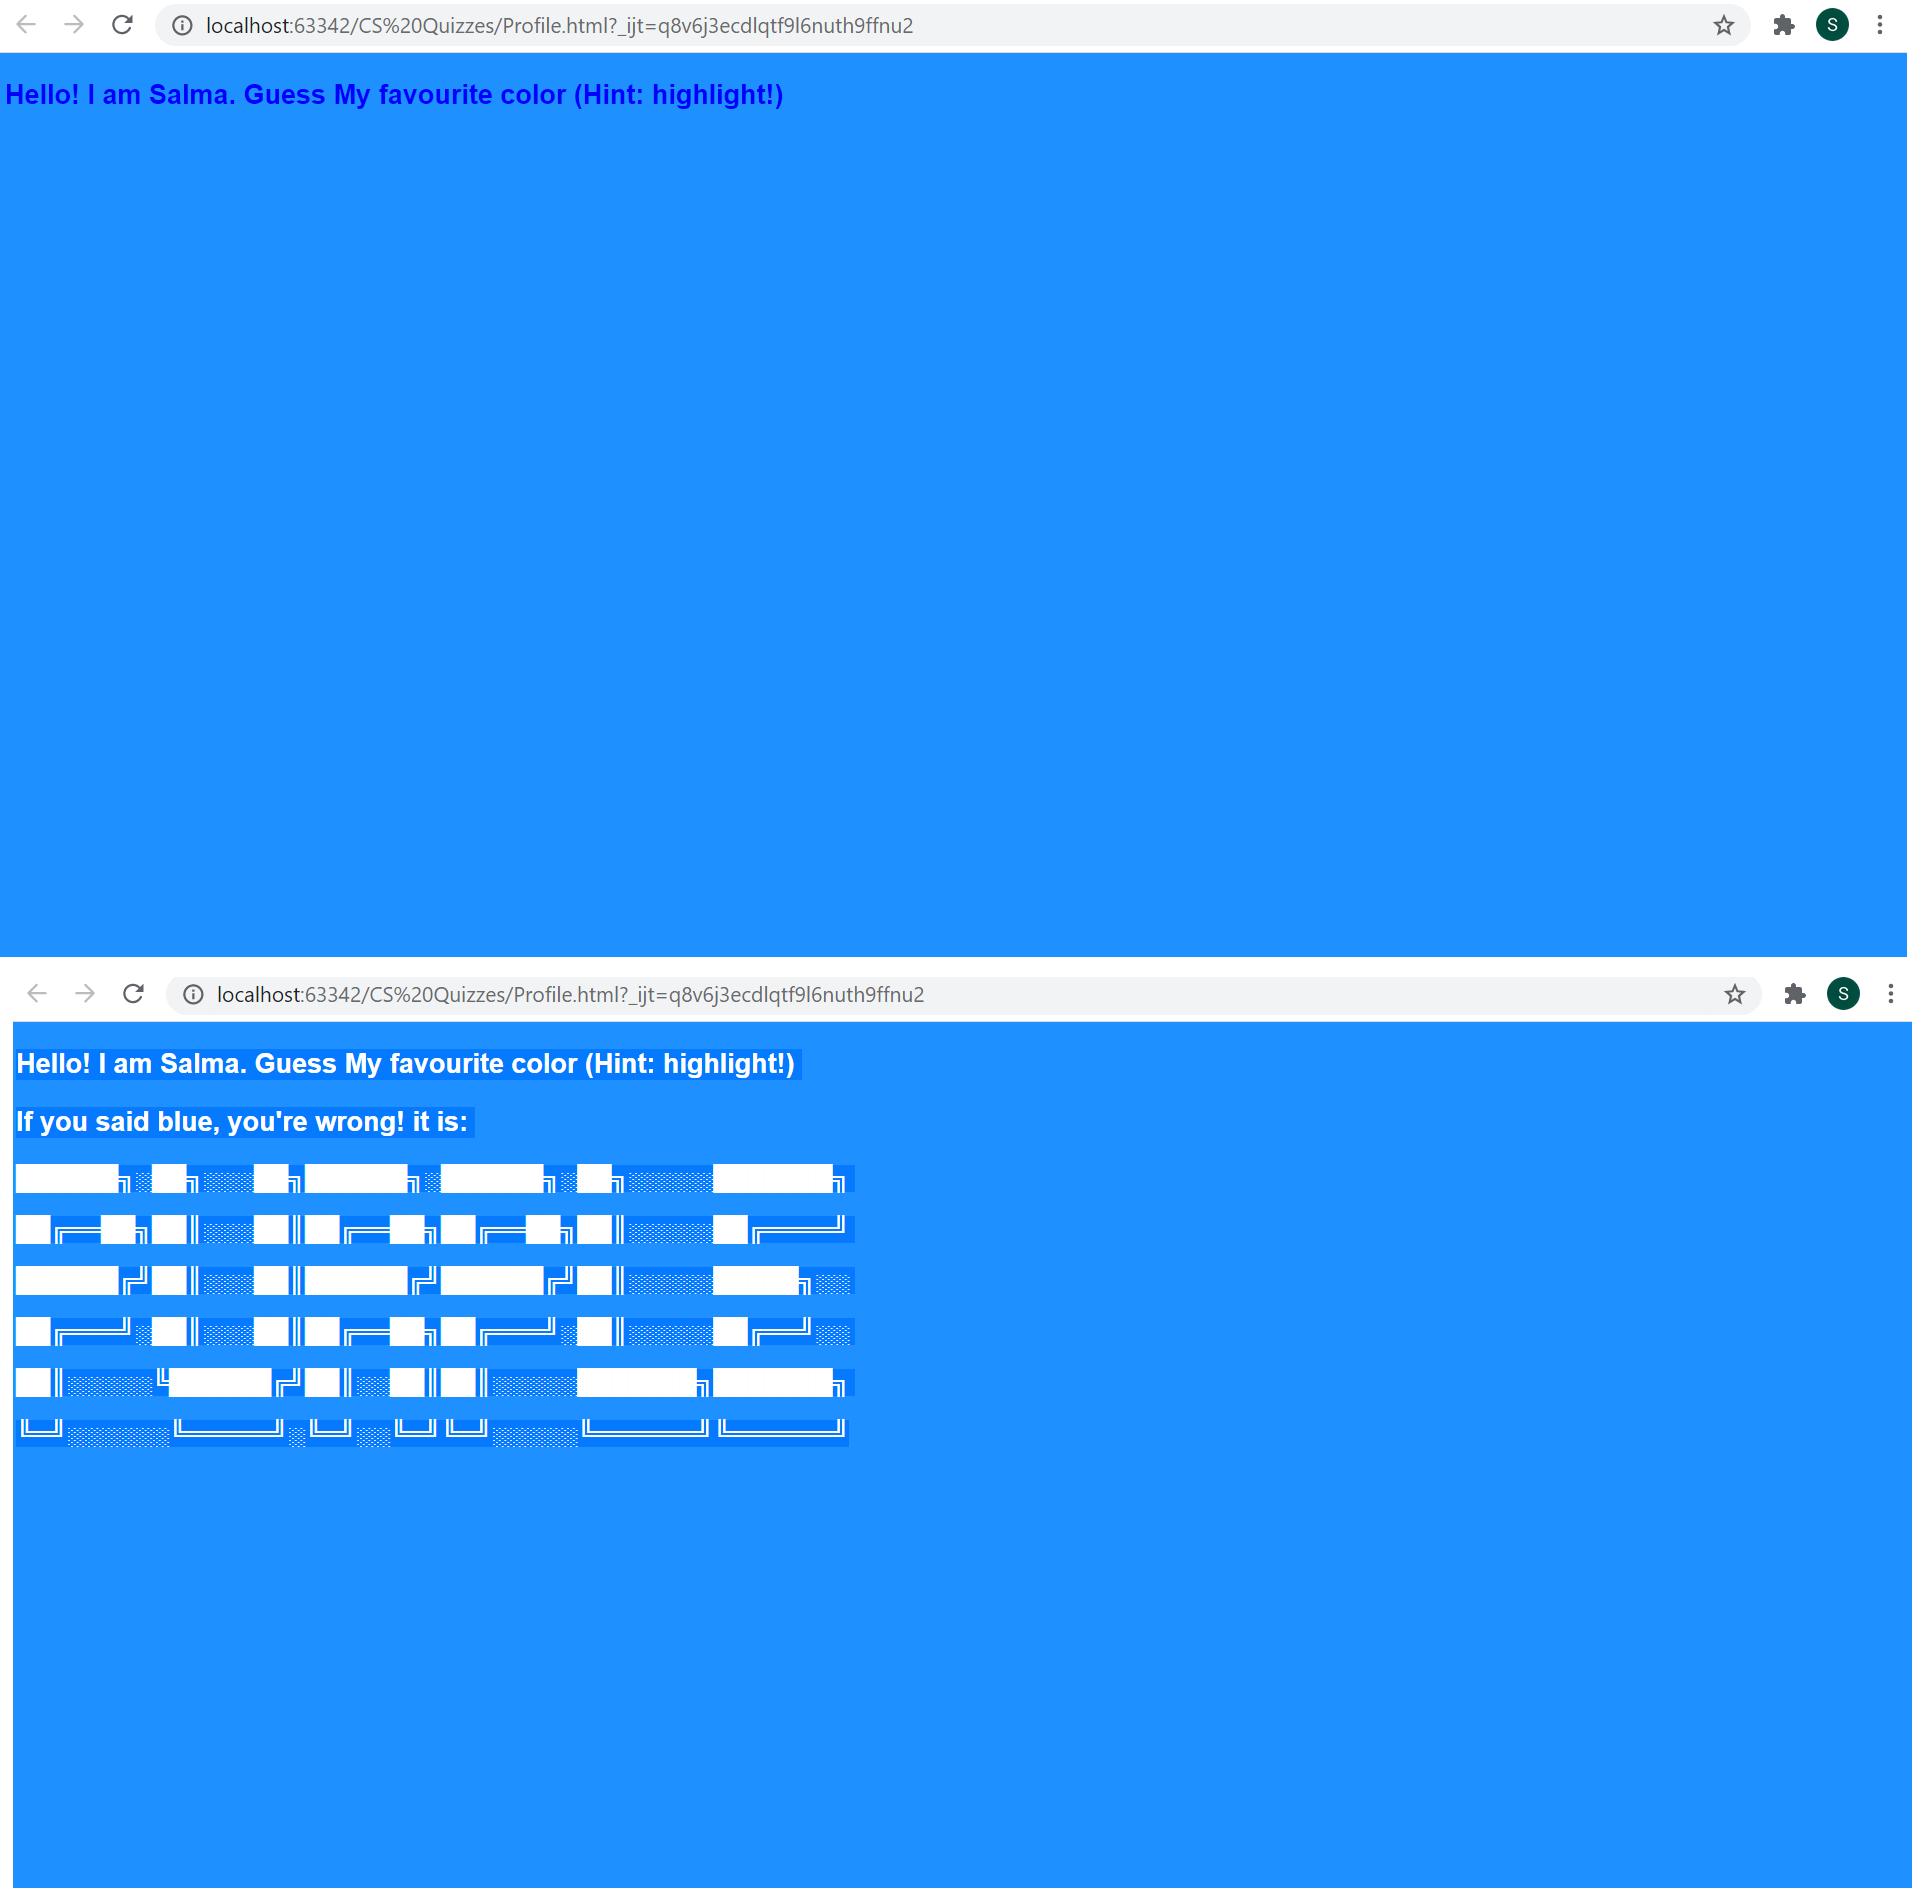 localhost:63342/CS%20Quizzes/Profile.html?_ijt=q8v6j3ecdlqtf9l6nuth9ffnu2
S
Hello! I am Salma. Guess My favourite color (Hint: highlight!)
localhost:63342/CS%20Quizzes/Profile.html?_ijt=q8v6j3ecdlqtf9l6nuth9ffnu2
S
Hello! I am Salma. Guess My favourite color (Hint: highlight!)
If you said blue, you're wrong! it is:
PURPLE